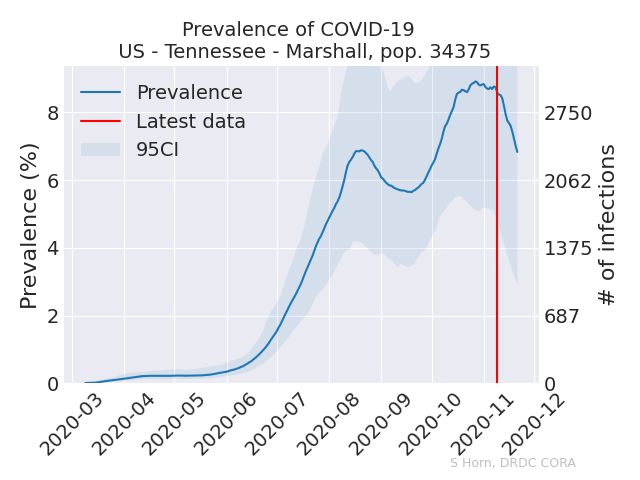 Prevalence of COVID-19
US - Tennessee - Marshall, pop. 34375
Prevalence
Latest data
95CI
Prevalence (%)
8
6
4
2
0
2750
2062
1375
687
0
# of infections
2020-03
2020-04
2020-05
2020-06
2020-07
2020-08
2020-09
2020-10
2020-11
2020-12
S Horn, DRDC CORA